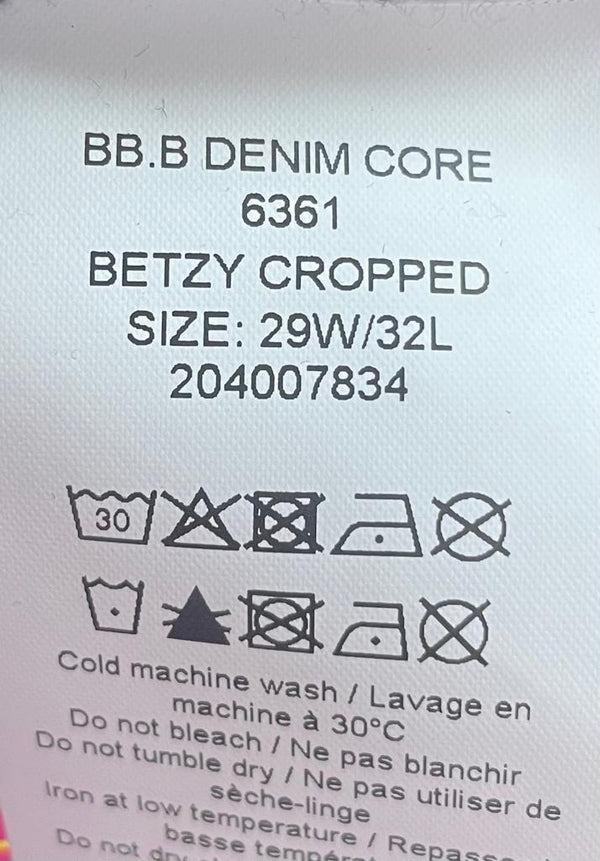 BB.B DENIM CORE
6361
BETZY CROPPED
SIZE: 29W/32L
204007834
30
Cold machine wash / Lavage en
machine à 30°C
Do not bleach / Ne pas blanchir
Do not tumble dry / Ne pas utiliser de
sèche-linge
Iron at low temperature /
basse
Do not